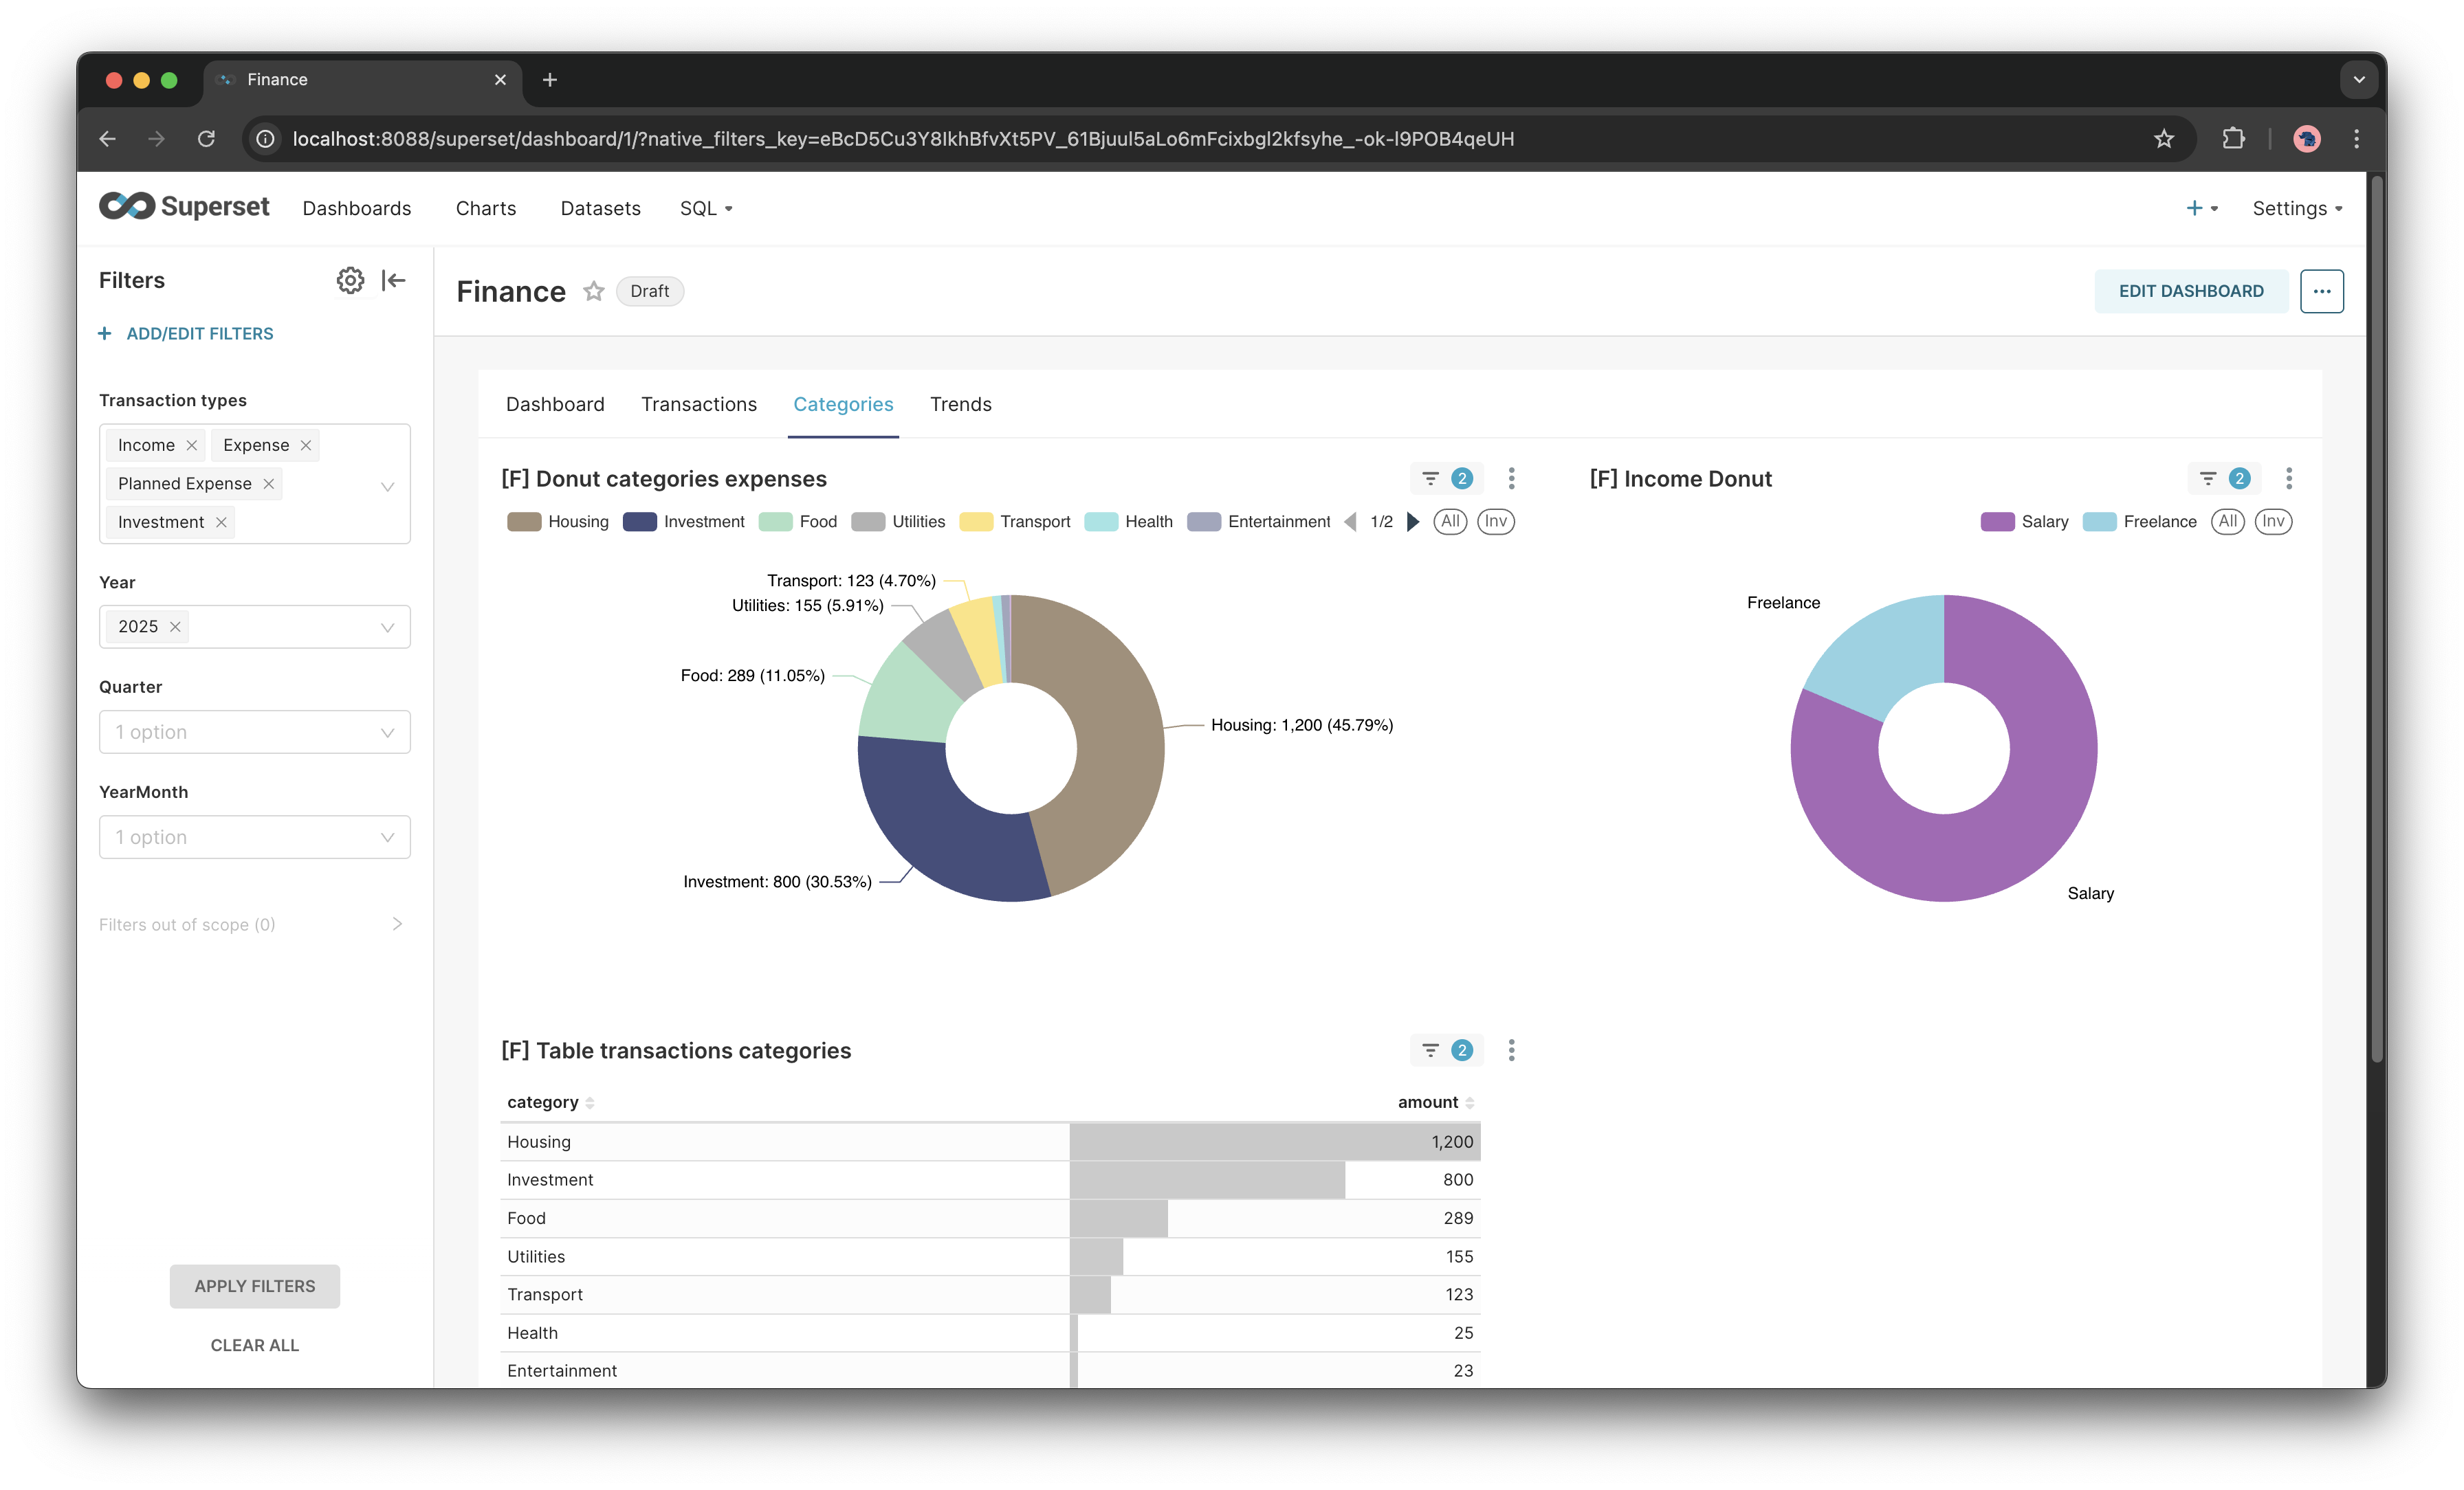 Finance
localhost:8088/superset/dashboard/1/?native_filters_key=eBcD5Cu3Y8IkhBfvXt5PV_61Bjuul5aLo6mFcixbgl2kfsyhe_-ok-l9POB4qeUH
Superset Dashboards Charts Datasets SQL Settings
Filters
ADD/EDIT FILTERS
Transaction types
Income Expense
Planned Expense
Investment
Year
2025
Quarter
1 option
YearMonth
1 option
Filters out of scope (0)
APPLY FILTERS
CLEAR ALL
Finance Draft EDIT DASHBOARD
Dashboard Transactions Categories Trends
[F] Donut categories expenses 2
Housing Investment Food Utilities Transport Health Entertainment 1/2 All Inv
Transport: 123 (4.70%)
Utilities: 155 (5.91%)
Food: 289 (11.05%)
Housing: 1,200 (45.79%)
Investment: 800 (30.53%)
[F] Income Donut 2
Salary Freelance All Inv
Freelance
Salary
[F] Table transactions categories 2
category amount
Housing 1,200
Investment 800
Food 289
Utilities 155
Transport 123
Health 25
Entertainment 23